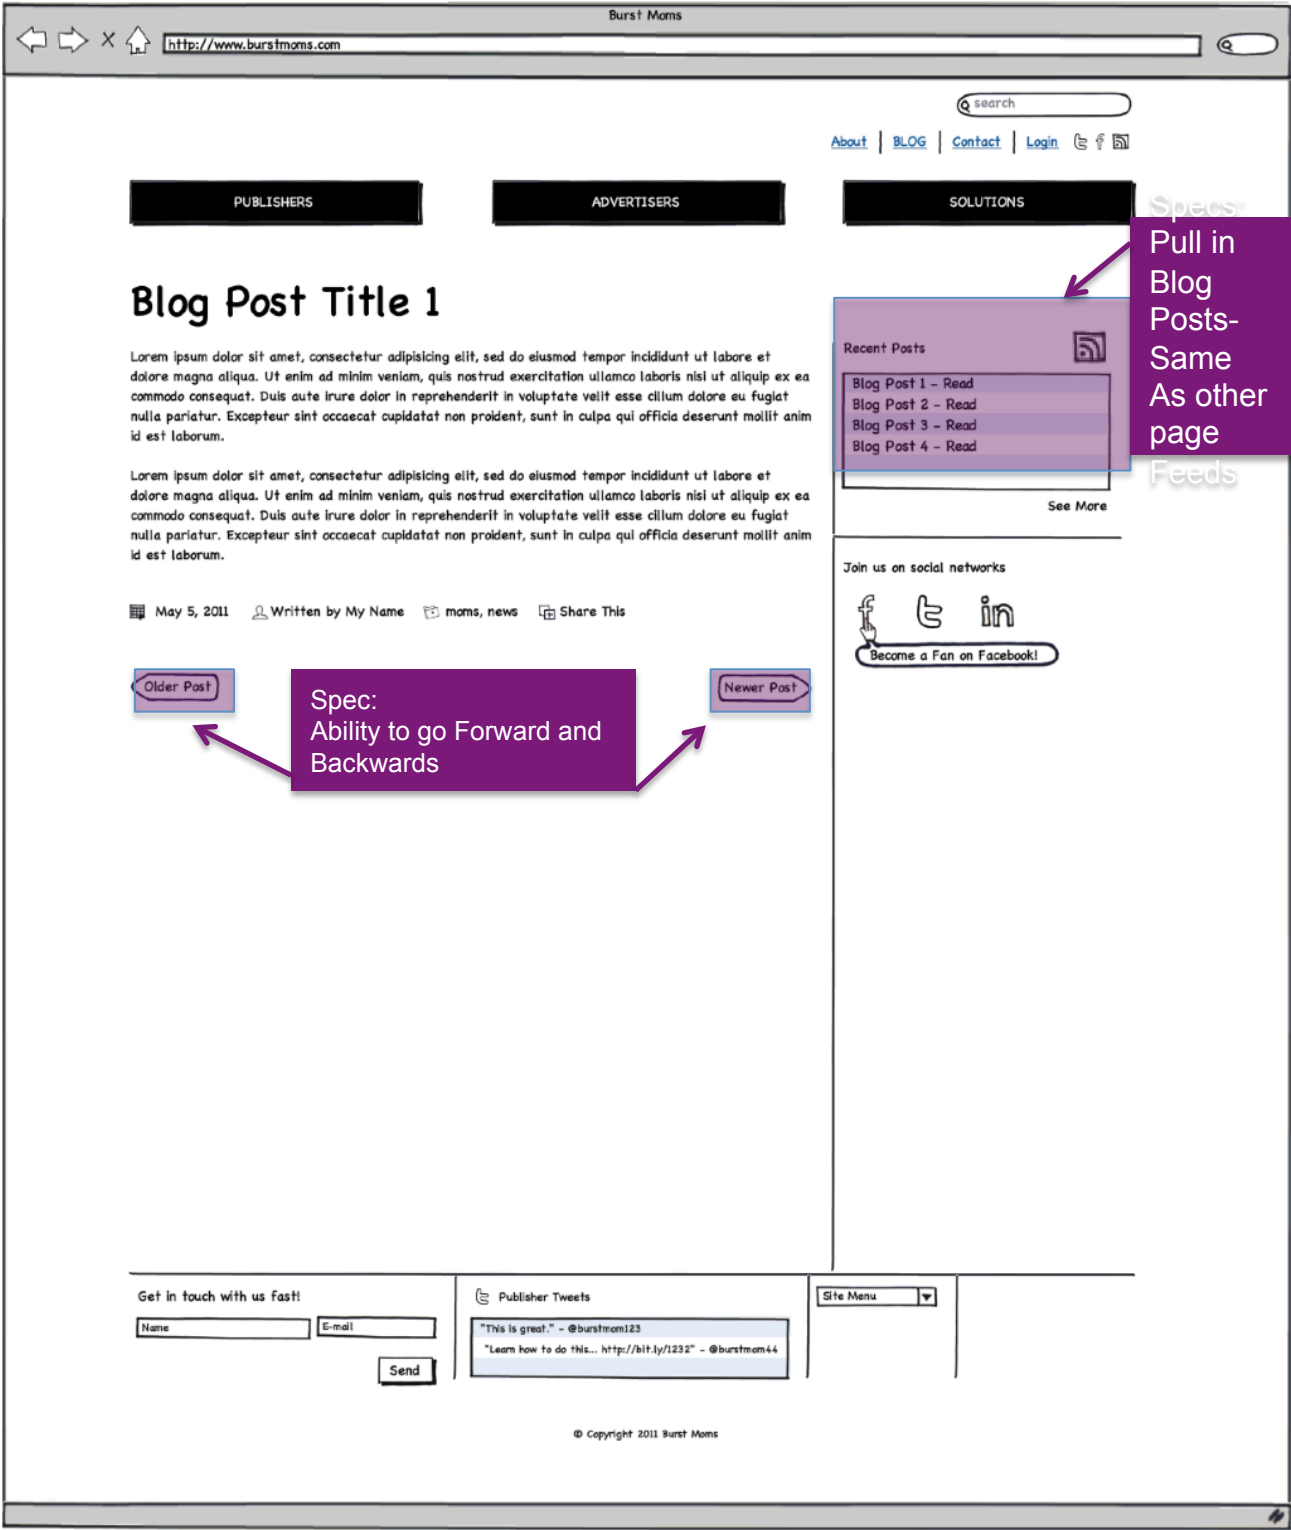 Burst Moms
http://www.burstmoms.com
search
About | BLOG | Contact | Login
PUBLISHERS
ADVERTISERS
SOLUTIONS
Specs:
Pull in
Blog
Posts-
Same
As other
page
Feeds
Blog Post Title 1
Lorem ipsum dolor sit amet, consectetur adipisicing elit, sed do eiusmod tempor incididunt ut labore et
dolore magna aliqua. Ut enim ad minim veniam, quis nostrud exercitation ullamco laboris nisi ut aliquip ex ea
commodo consequat. Duis aute irure dolor in reprehenderit in voluptate velit esse cillum dolore eu fugiat
nulla pariatur. Excepteur sint occaecat cupidatat non proident, sunt in culpa qui officia deserunt mollit anim
id est laborum.
Lorem ipsum dolor sit amet, consectetur adipisicing elit, sed do eiusmod tempor incididunt ut labore et
dolore magna aliqua. Ut enim ad minim veniam, quis nostrud exercitation ullamco laboris nisi ut aliquip ex ea
commodo consequat. Duis aute irure dolor in reprehenderit in voluptate velit esse cillum dolore eu fugiat
nulla pariatur. Excepteur sint occaecat cupidatat non proident, sunt in culpa qui officia deserunt mollit anim
id est laborum.
May 5, 2011 Written by My Name moms, news Share This
Older Post
Spec:
Ability to go Forward and
Backwards
Newer Post
Recent Posts
Blog Post 1 - Read
Blog Post 2 - Read
Blog Post 3 - Read
Blog Post 4 - Read
See More
Join us on social networks
Become a Fan on Facebook!
Get in touch with us fast!
Name
E-mail
Send
Publisher Tweets
"This is great." - @burstmom123
"Learn how to do this... http://bit.ly/1232" - @burstmom44
Site Menu
© Copyright 2011 Burst Moms